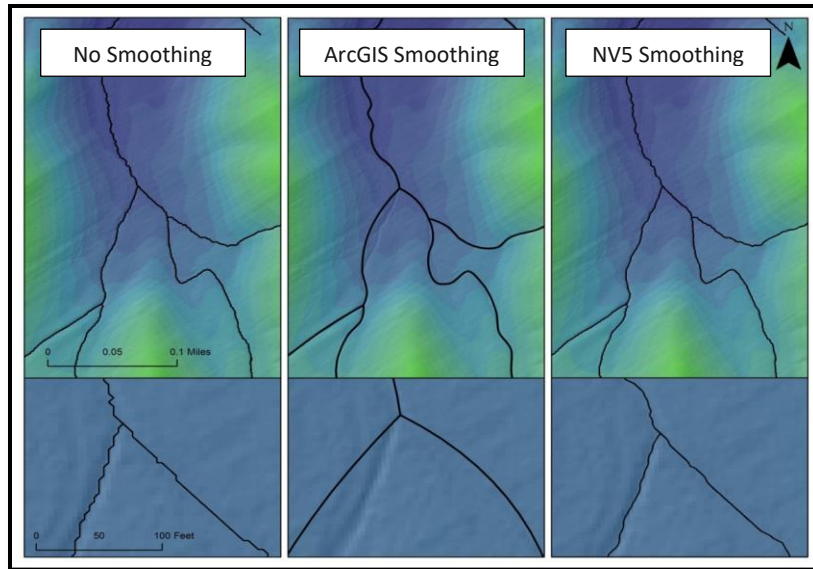 No Smoothing
ArcGIS Smoothing
NV5 Smoothing
N
0 0.05 0.1 Miles
0 50 100 Feet